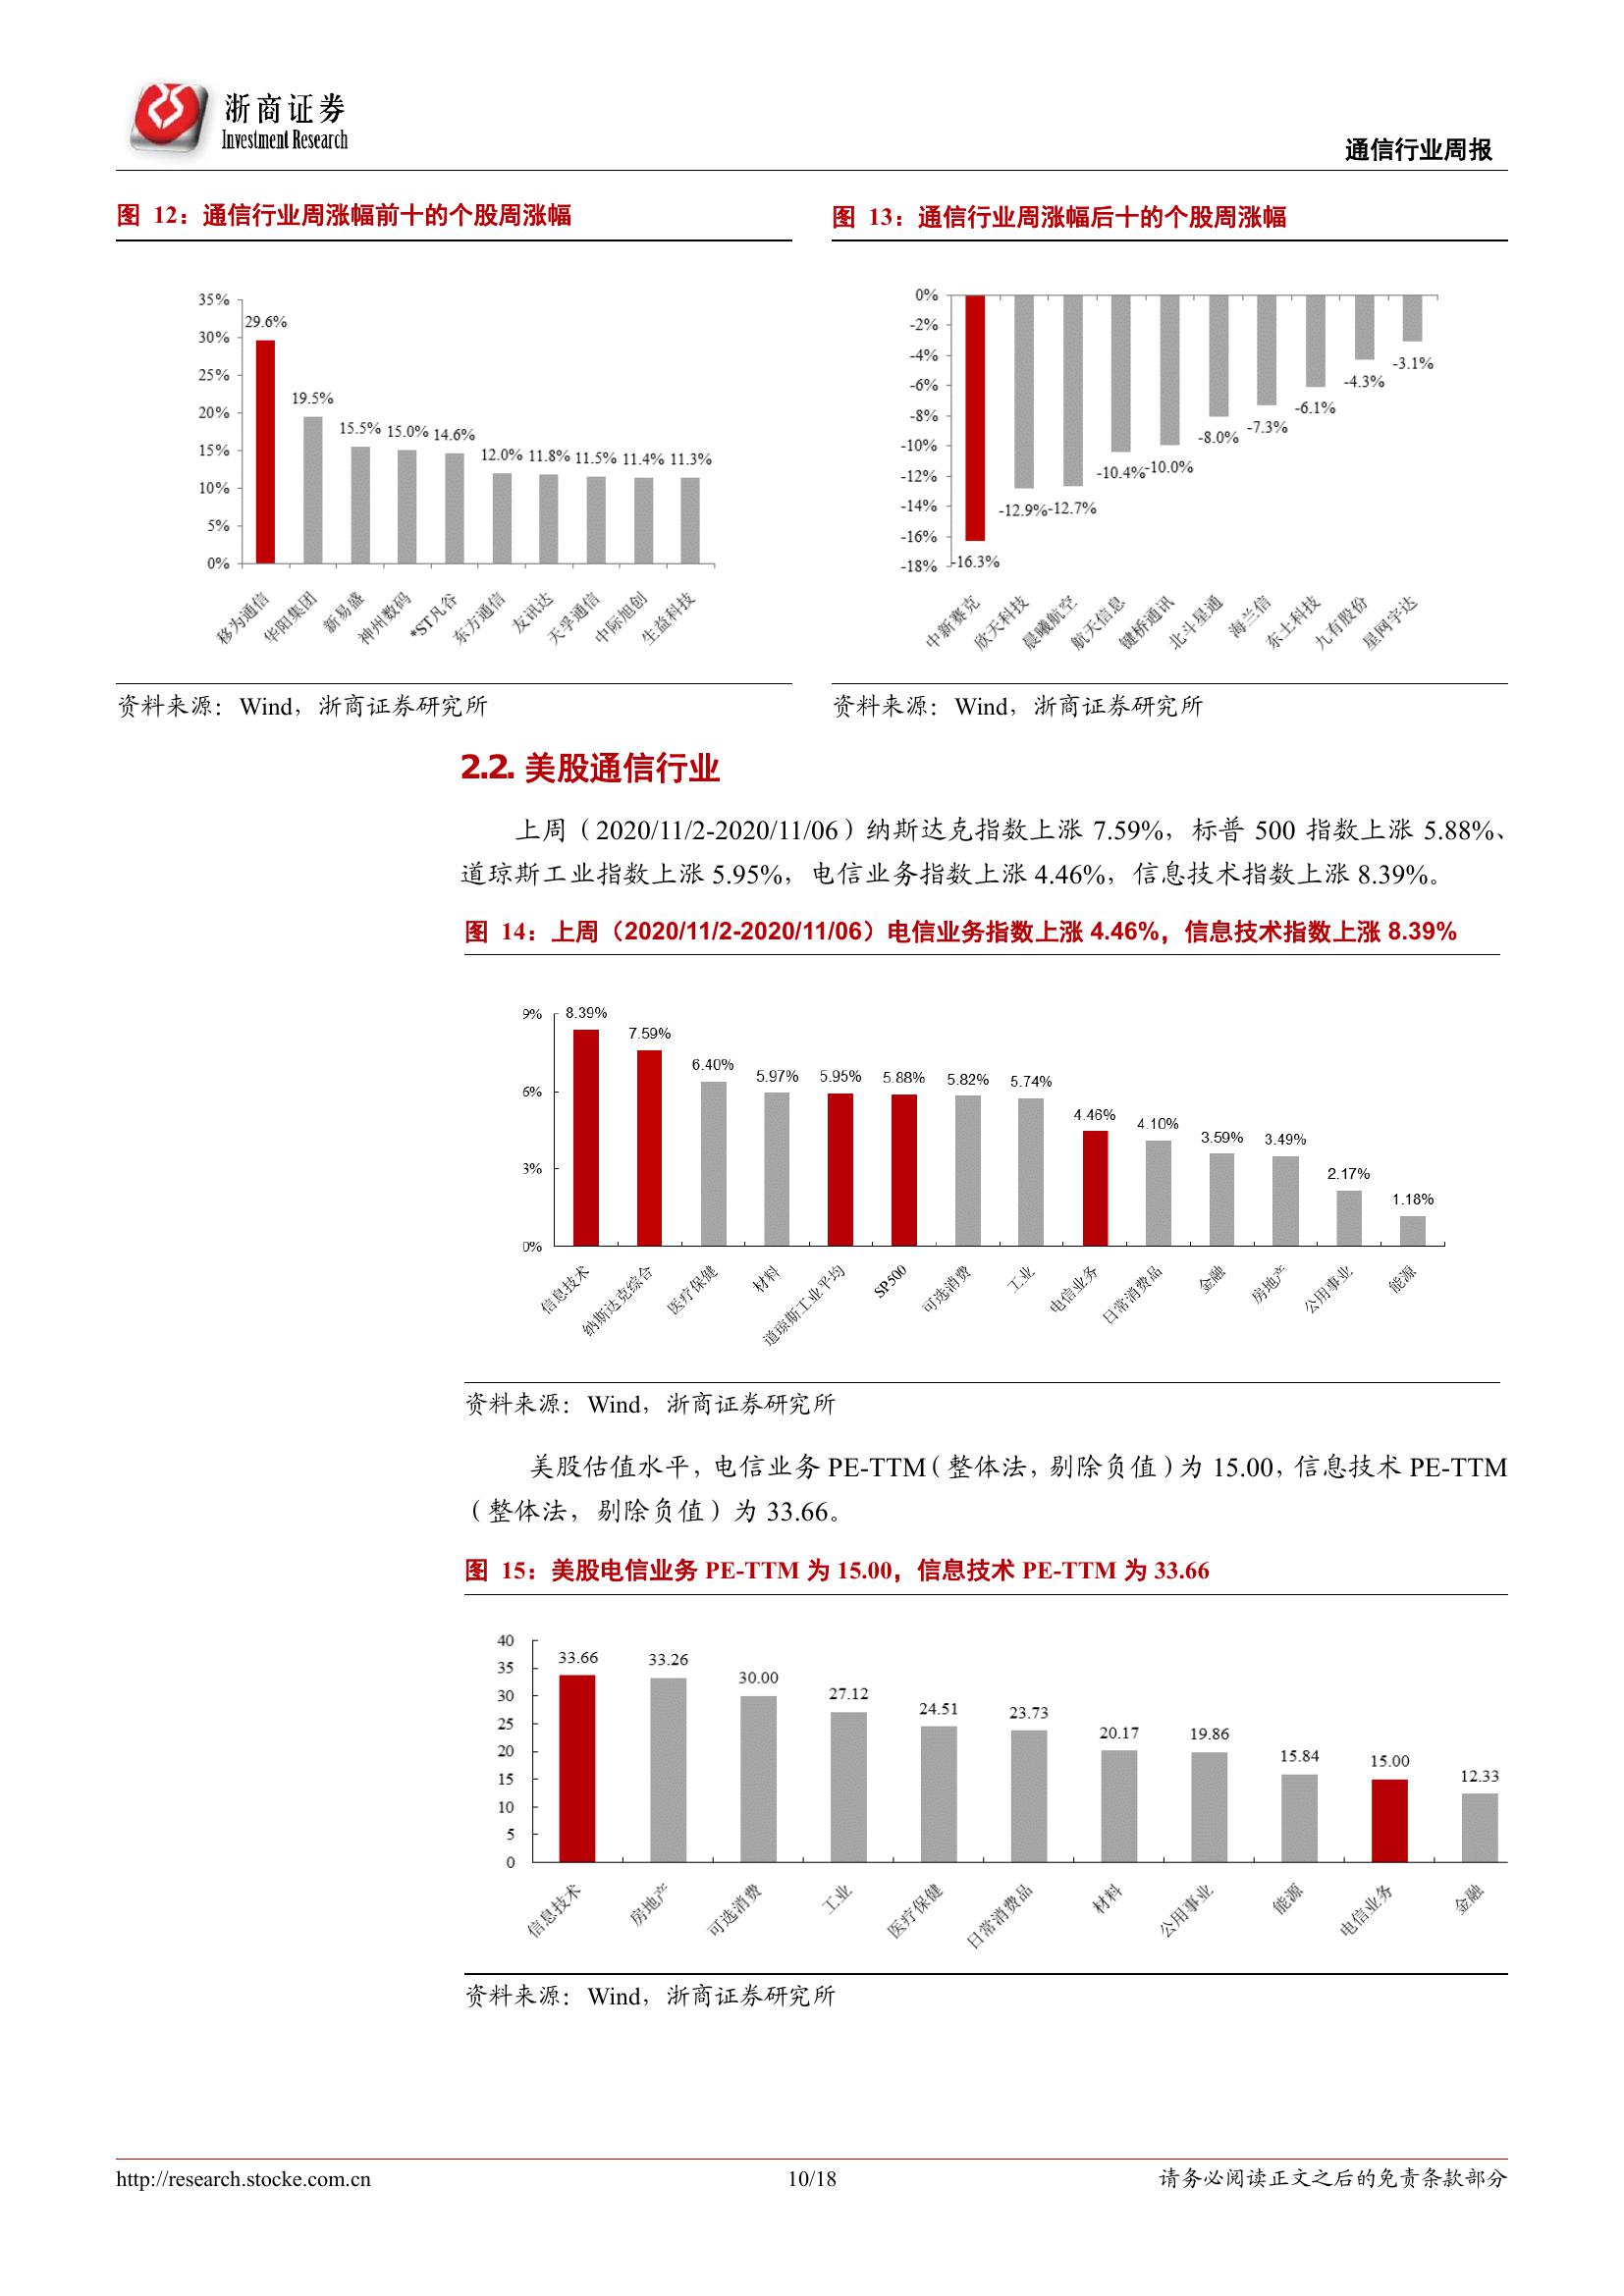 浙商证券
Investment Research
通信行业周报
图 12：通信行业周涨幅前十的个股周涨幅
35%
30%
25%
20%
15%
10%
5%
0%
29.6%
19.5%
15.5%
15.0%
14.6%
12.0%
11.8%
11.5%
11.4%
11.3%
移为通信
华阳集团
新易盛
神州数码
*ST凡谷
东方通信
友讯达
天孚通信
中际旭创
生益科技
资料来源：Wind，浙商证券研究所
图 13：通信行业周涨幅后十的个股周涨幅
0%
-2%
-4%
-6%
-8%
-10%
-12%
-14%
-16%
-18%
-16.3%
-12.9%
-12.7%
-10.4%
-10.0%
-8.0%
-7.3%
-6.1%
-4.3%
-3.1%
中新赛克
欣天科技
晨曦航空
航天信息
键桥通讯
北斗星通
海兰信
东土科技
九有股份
星网宇达
资料来源：Wind，浙商证券研究所
2.2. 美股通信行业
上周（2020/11/2-2020/11/06）纳斯达克指数上涨 7.59%，标普 500 指数上涨 5.88%、
道琼斯工业指数上涨 5.95%，电信业务指数上涨 4.46%，信息技术指数上涨 8.39%。
图 14：上周（2020/11/2-2020/11/06）电信业务指数上涨 4.46%，信息技术指数上涨 8.39%
9%
6%
3%
0%
8.39%
7.59%
6.40%
5.97%
5.95%
5.88%
5.82%
5.74%
4.46%
4.10%
3.59%
3.49%
2.17%
1.18%
信息技术
纳斯达克综合
医疗保健
材料
道琼斯工业平均
SP500
可选消费
工业
电信业务
日常消费品
金融
房地产
公用事业
能源
资料来源：Wind，浙商证券研究所
美股估值水平，电信业务 PE-TTM（整体法，剔除负值）为 15.00，信息技术 PE-TTM
（整体法，剔除负值）为 33.66。
图 15：美股电信业务 PE-TTM 为 15.00，信息技术 PE-TTM 为 33.66
40
35
30
25
20
15
10
5
0
33.66
33.26
30.00
27.12
24.51
23.73
20.17
19.86
15.84
15.00
12.33
信息技术
房地产
可选消费
工业
医疗保健
日常消费品
材料
公用事业
能源
电信业务
金融
资料来源：Wind，浙商证券研究所
http://research.stocke.com.cn
10/18
请务必阅读正文之后的免责条款部分